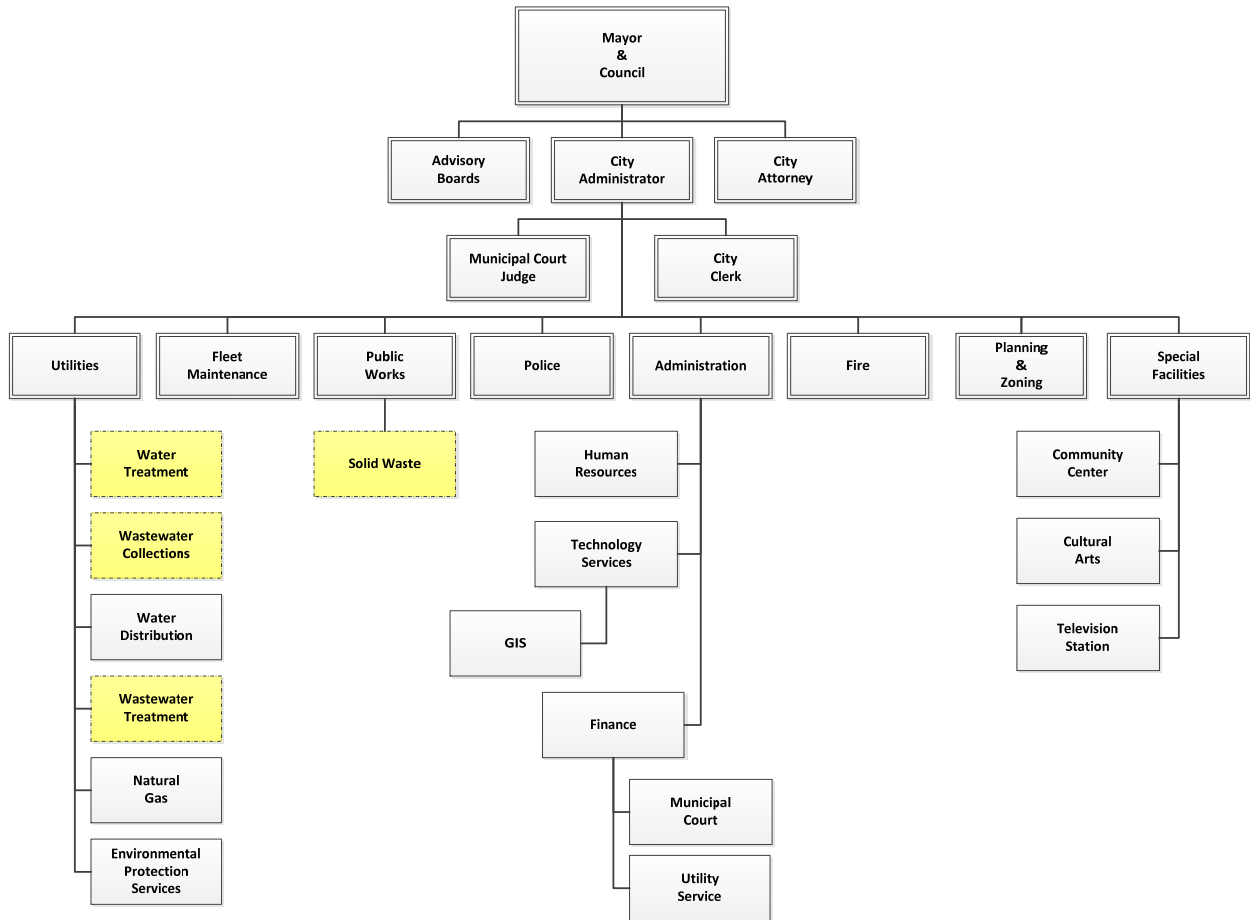 Mayor
&
Council
Advisory
Boards
City
Administrator
City
Attorney
Municipal Court
Judge
City
Clerk
Utilities
Fleet
Maintenance
Public
Works
Police
Administration
Fire
Planning
&
Zoning
Special
Facilities
Water
Treatment
Wastewater
Collections
Water
Distribution
Wastewater
Treatment
Natural
Gas
Environmental
Protection
Services
Solid Waste
Human
Resources
Technology
Services
GIS
Finance
Municipal
Court
Utility
Service
Community
Center
Cultural
Arts
Television
Station